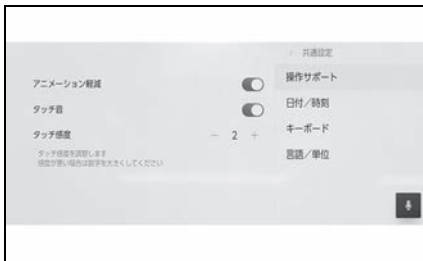 共通設定
アニメーション軽減
タッチ音
タッチ感度
− 2 +
タッチ感度を調整します
感度が悪い場合は数字を大きくしてください
操作サポート
日付/時刻
キーボード
言語/単位